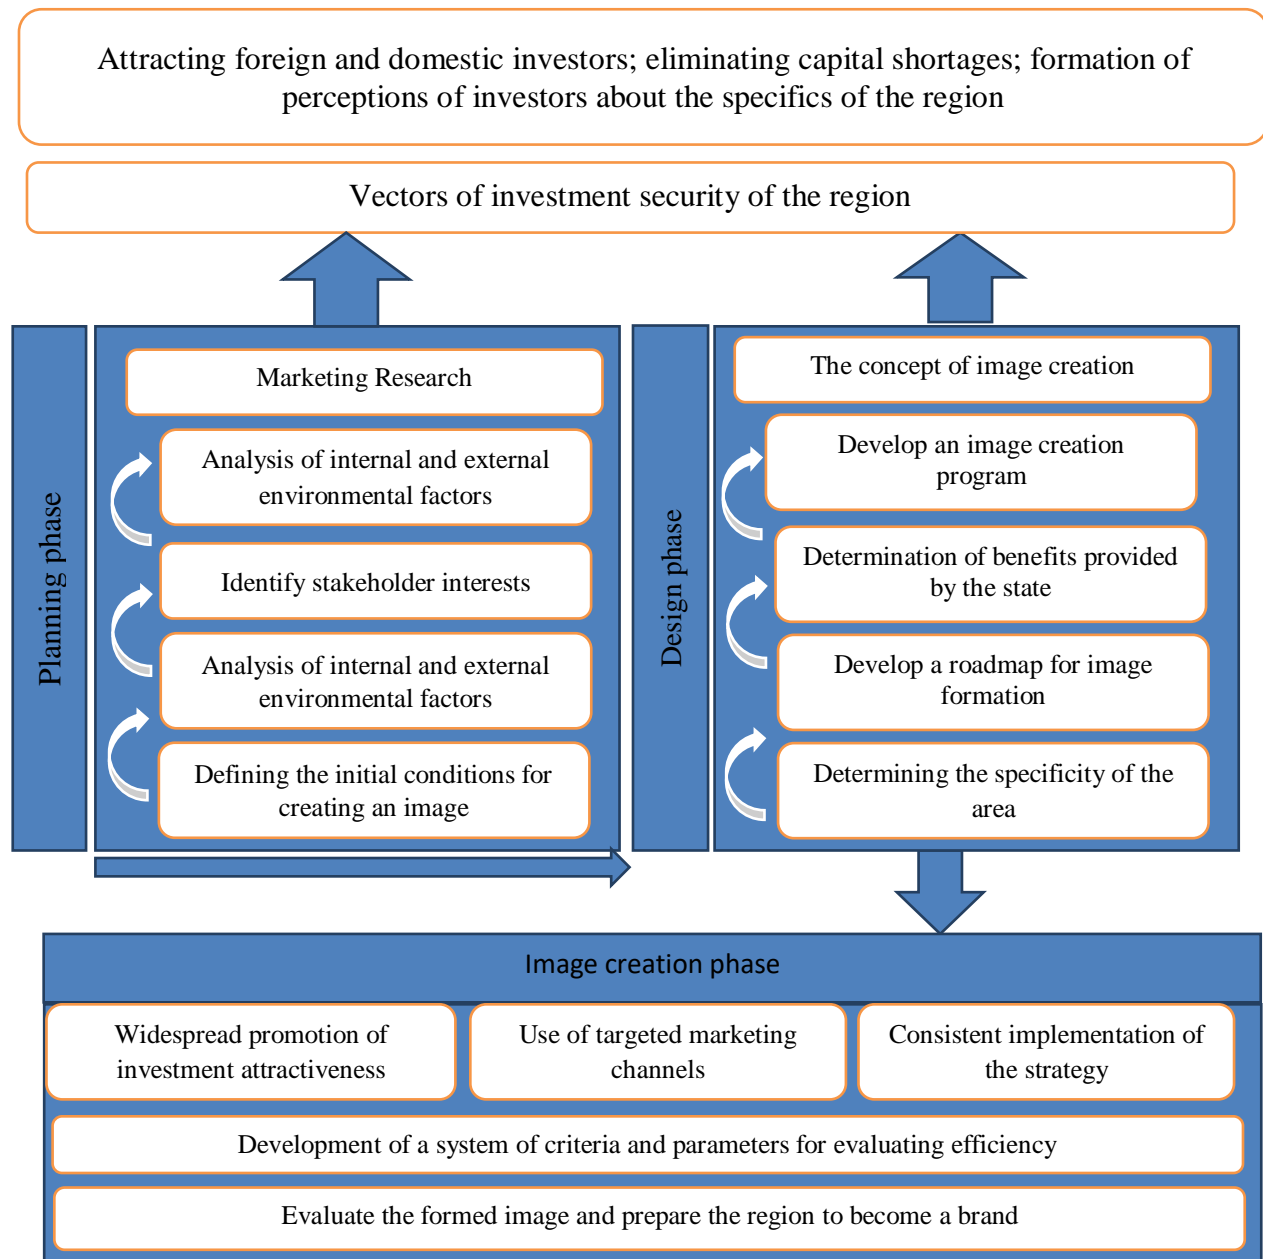 Attracting foreign and domestic investors; eliminating capital shortages; formation of
perceptions of investors about the specifics of the region
Vectors of investment security of the region
Planning phase
Marketing Research
Analysis of internal and external
environmental factors
Identify stakeholder interests
Analysis of internal and external
environmental factors
Defining the initial conditions for
creating an image
Design phase
The concept of image creation
Develop an image creation
program
Determination of benefits provided
by the state
Develop a roadmap for image
formation
Determining the specificity of the
area
Image creation phase
Widespread promotion of
investment attractiveness
Use of targeted marketing
channels
Consistent implementation of
the strategy
Development of a system of criteria and parameters for evaluating efficiency
Evaluate the formed image and prepare the region to become a brand